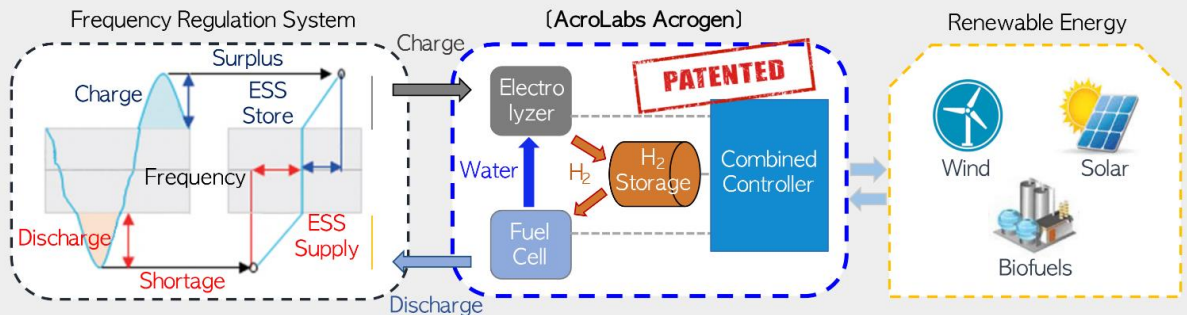 Frequency Regulation System
Charge
Surplus
Charge
ESS
Store
Frequency
Discharge
ESS
Supply
Shortage
Discharge
[AcroLabs Acrogen]
PATENTED
Electro
lyzer
Water
H2
H2
Storage
Combined
Controller
Fuel
Cell
Renewable Energy
Wind
Solar
Biofuels